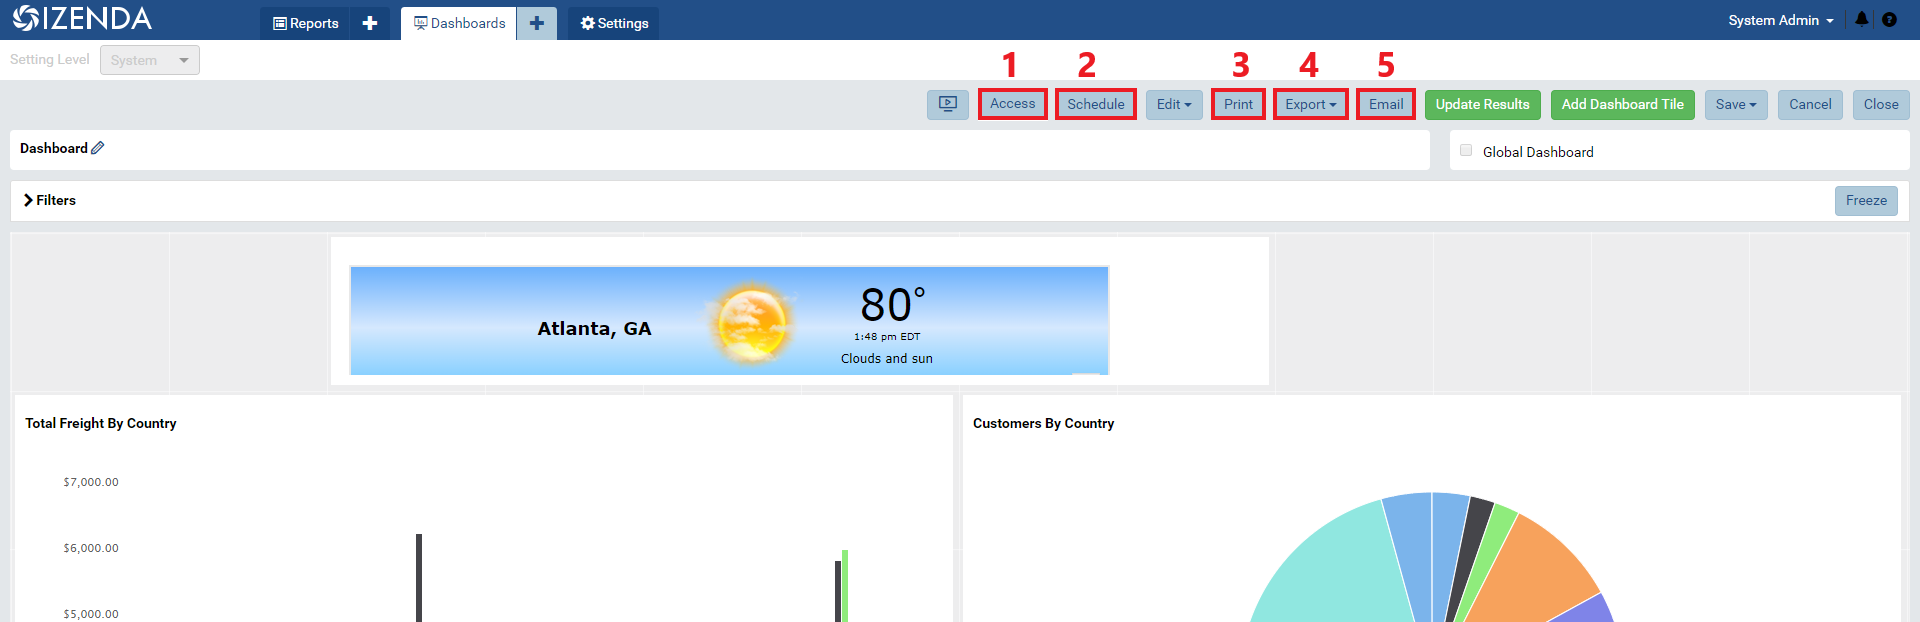 IZENDA Reports Dashboards Settings System Admin ?
Setting Level System 1 2 3 4 5
Access Schedule Edit Print Export Email Update Results Add Dashboard Tile Save Cancel Close
Dashboard Global Dashboard
Filters Freeze
80°
Atlanta, GA
1:48 pm EDT
Clouds and sun
Total Freight By Country Customers By Country
$7,000.00
$6,000.00
$5,000.00